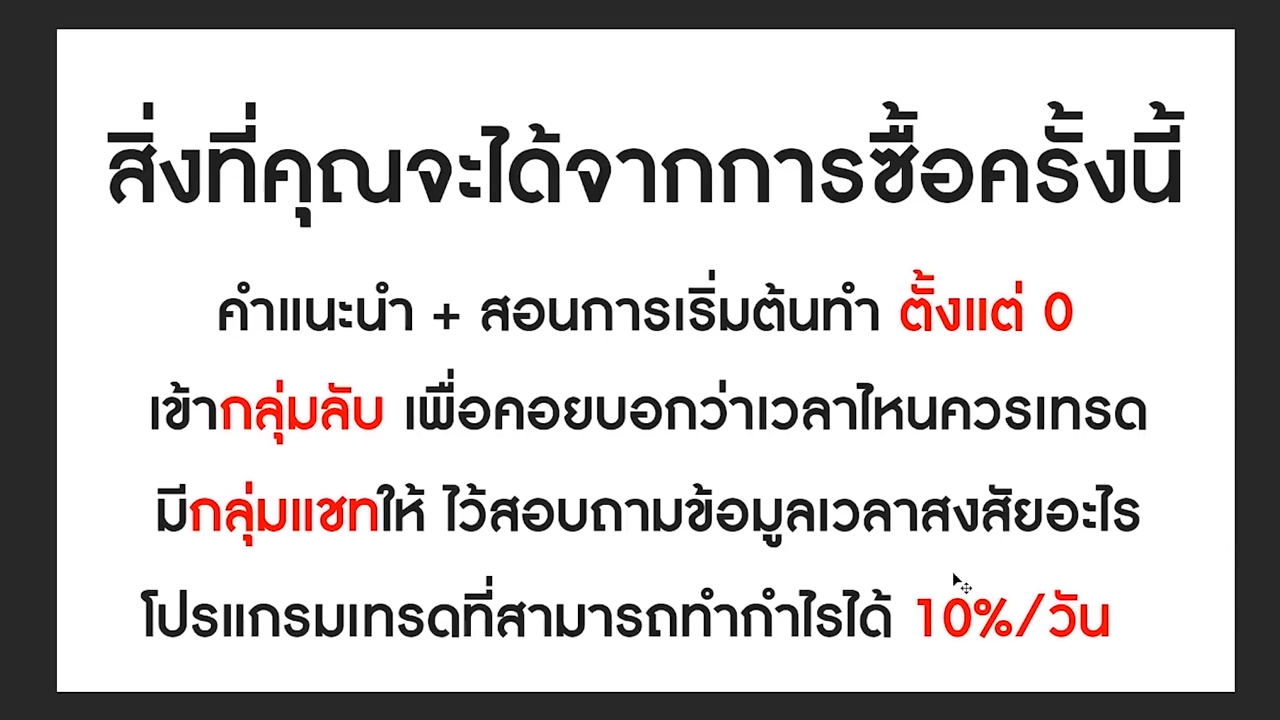 สิ่งที่คุณจะได้จากการซื้อครั้งนี้
คำแนะนำ + สอนการเริ่มต้นทำ ตั้งแต่ 0
เข้ากลุ่มลับ เพื่อคอยบอกว่าเวลาไหนควรเทรด
มีกลุ่มแชทให้ ไว้สอบถามข้อมูลเวลาสงสัยอะไร
โปรแกรมเทรดที่สามารถทำกำไรได้ 10%/วัน